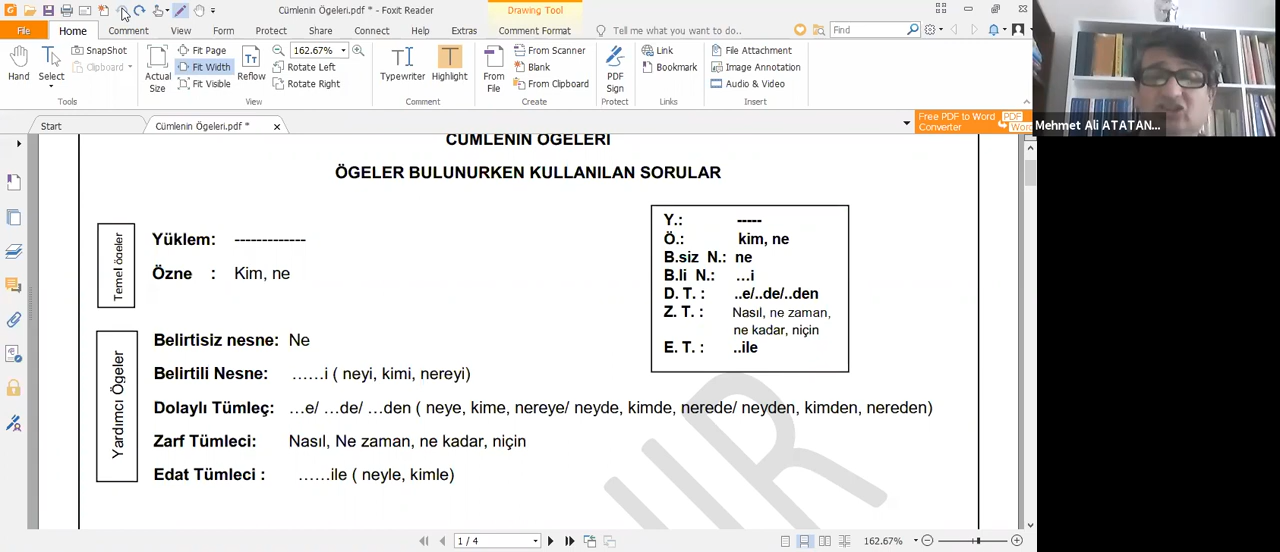 Cümlenin Ögeleri.pdf * - Foxit Reader
Drawing Tool
File Home Comment View Form Protect Share Connect Help Extras Comment Format Tell me what you want to do.. Find
Hand
Select
SnapShot
Clipboard
Tools
Actual Size
Fit Page
Fit Width
Fit Visible
Reflow
162.67%
Rotate Left
Rotate Right
View
Typewriter
Highlight
Comment
From File
From Scanner
Blank
From Clipboard
Create
PDF Sign
Protect
Link
Bookmark
Links
File Attachment
Image Annotation
Audio & Video
Insert
Mehmet Ali ATATAN...
Start
Cümlenin Ögeleri.pdf *
Free PDF to Word Converter
PDF
Word
CÜMLENİN ÖGELERİ
ÖGELER BULUNURKEN KULLANILAN SORULAR
Temel ögeler
Yüklem: -------------
Özne : Kim, ne
Y.: -----
Ö.: kim, ne
B.siz N.: ne
B.li N.: ...i
D. T. : ..e/..de/..den
Z. T. : Nasıl, ne zaman,
ne kadar, niçin
E. T. : ..ile
Yardımcı Ögeler
Belirtisiz nesne: Ne
Belirtili Nesne: ......i ( neyi, kimi, nereyi)
Dolaylı Tümleç: ...e/ ...de/ ...den ( neye, kime, nereye/ neyde, kimde, nerede/ neyden, kimden, nereden)
Zarf Tümleci: Nasıl, Ne zaman, ne kadar, niçin
Edat Tümleci : ......ile ( neyle, kimle)
1 / 4
162.67%